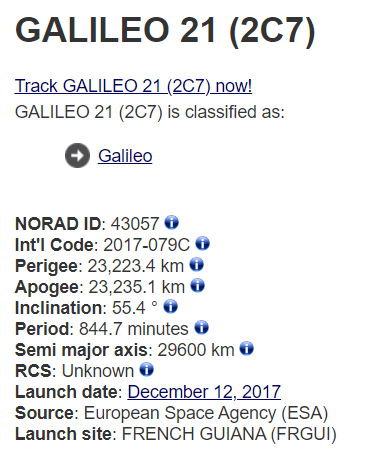 GALILEO 21 (2C7)
Track GALILEO 21 (2C7) now!
GALILEO 21 (2C7) is classified as:
Galileo
NORAD ID: 43057
Int'l Code: 2017-079C
Perigee: 23,223.4 km
Apogee: 23,235.1 km
Inclination: 55.4 °
Period: 844.7 minutes
Semi major axis: 29600 km
RCS: Unknown
Launch date: December 12, 2017
Source: European Space Agency (ESA)
Launch site: FRENCH GUIANA (FRGUI)